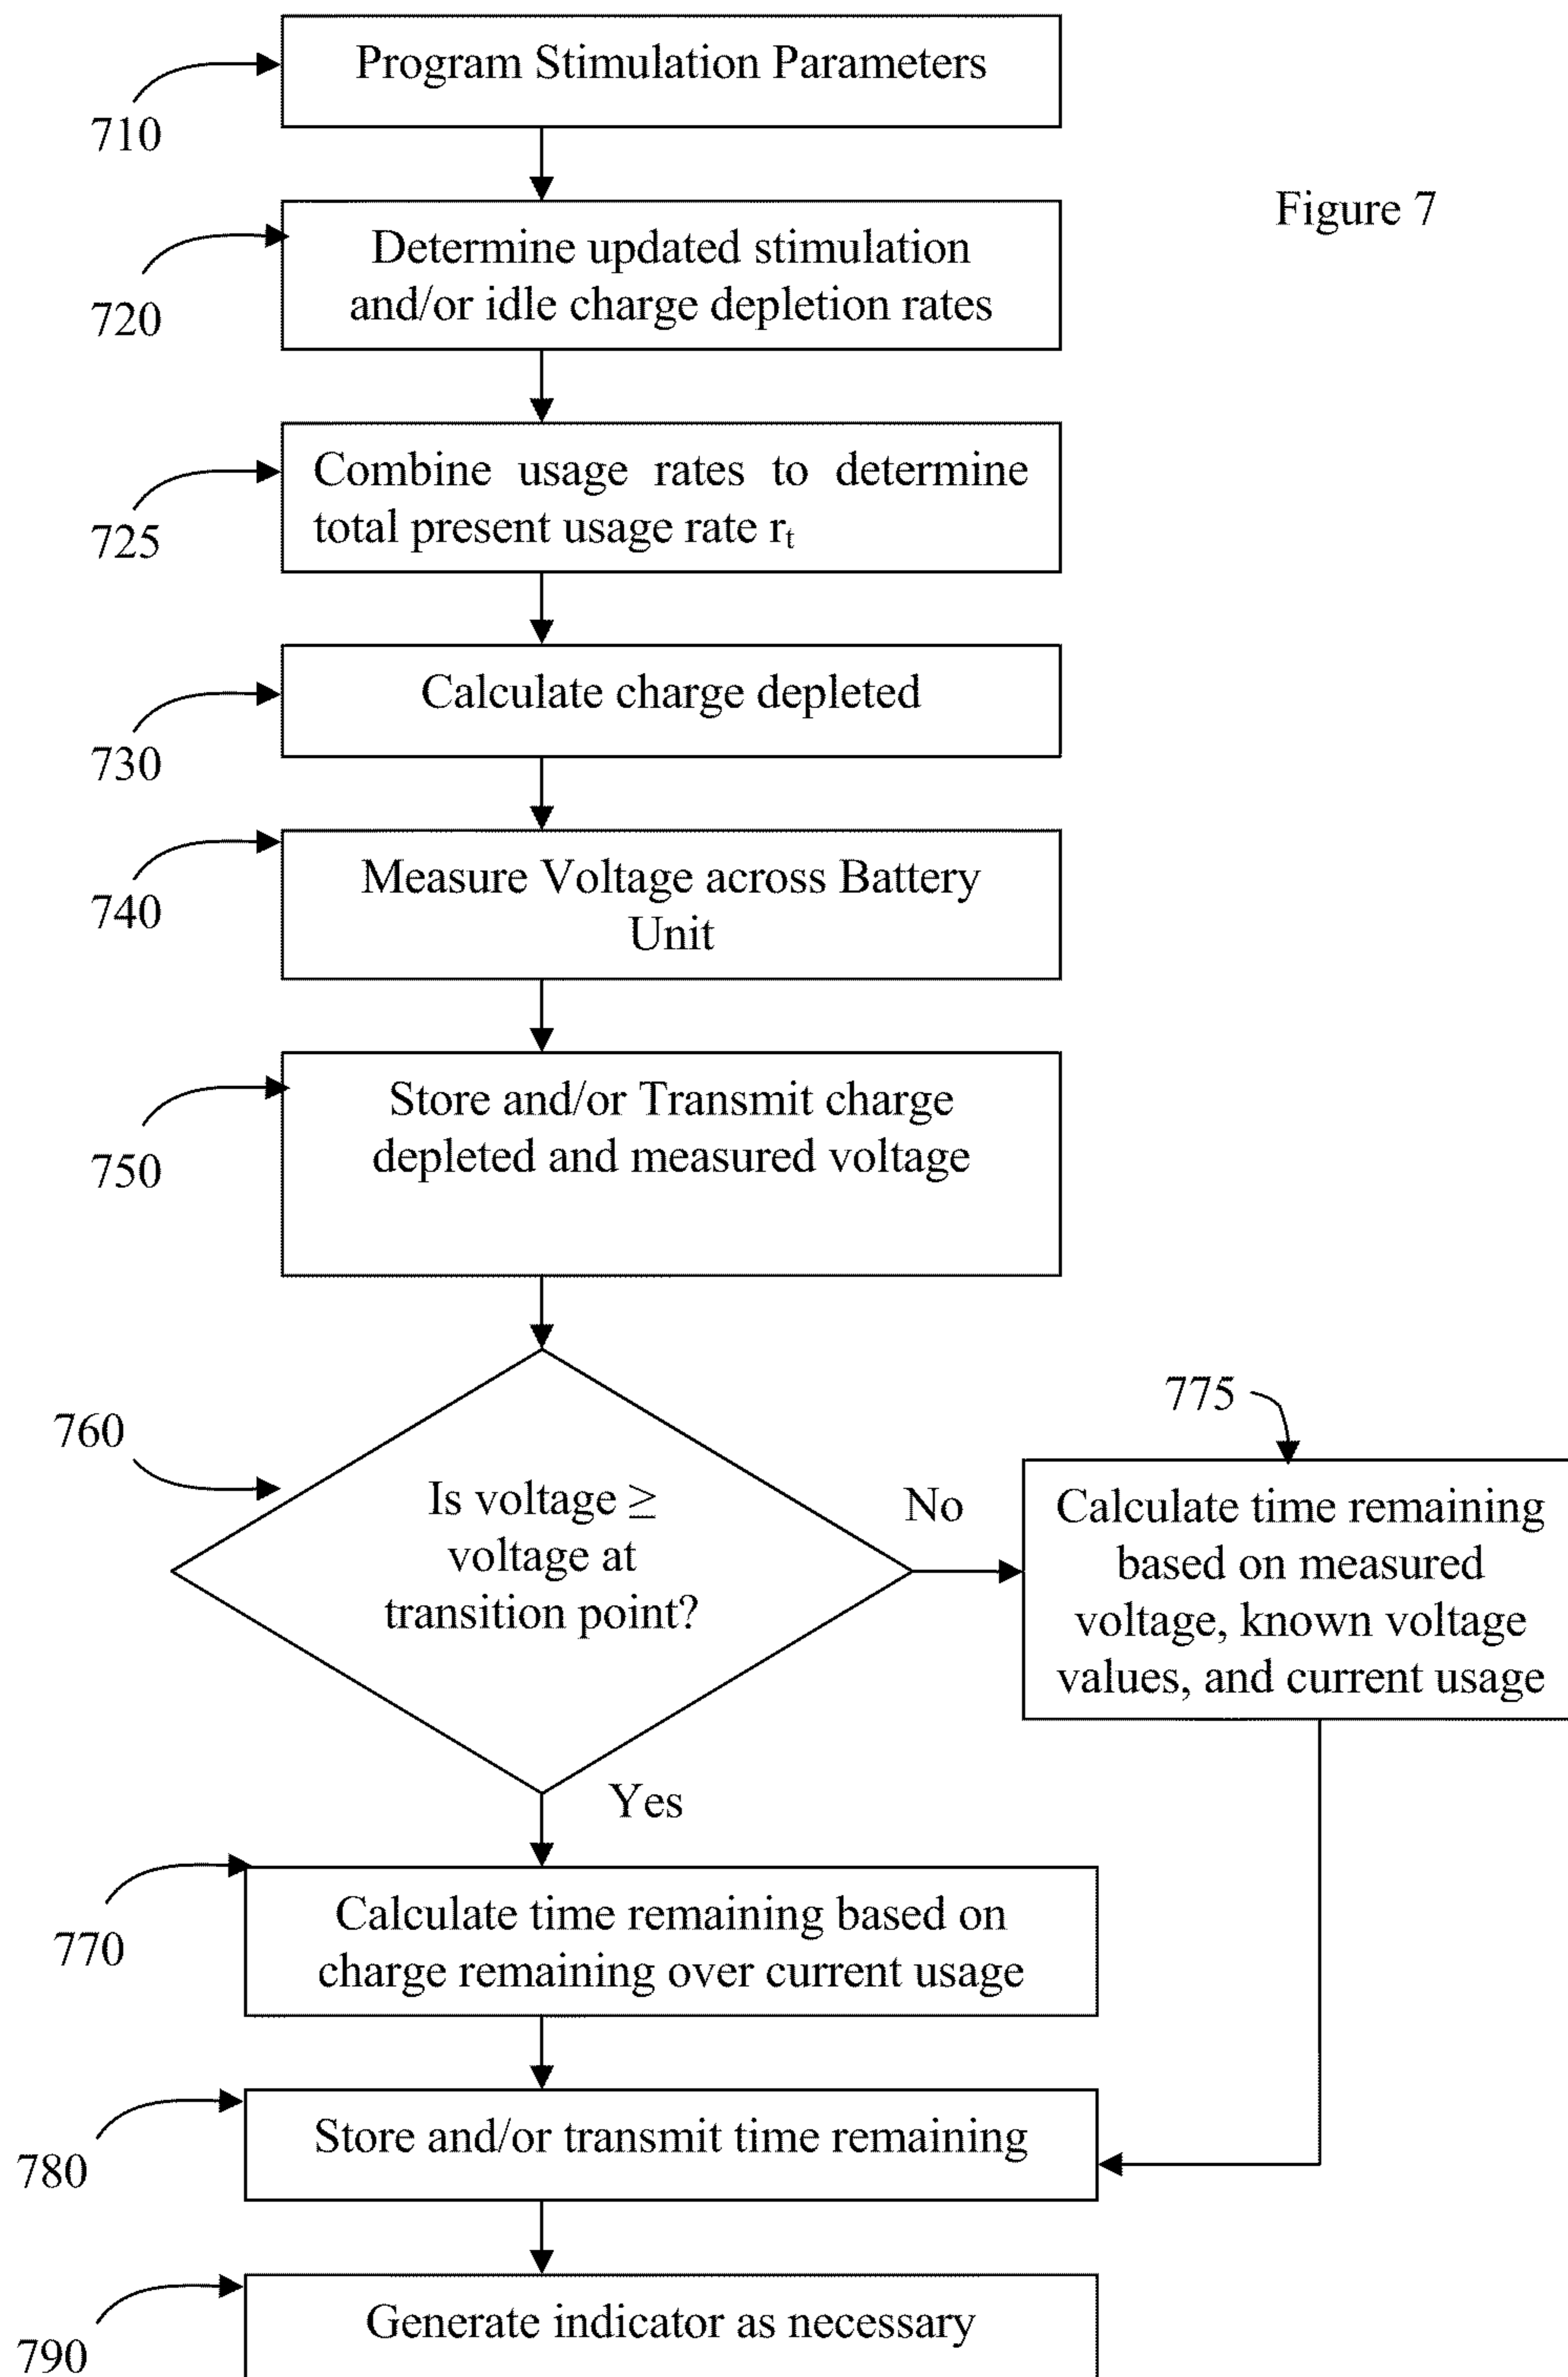 Program Stimulation Parameters
710
Figure 7
Determine updated stimulation
and/or idle charge depletion rates
720
Combine usage rates to determine
total present usage rate rₜ
725
Calculate charge depleted
730
Measure Voltage across Battery
Unit
740
Store and/or Transmit charge
depleted and measured voltage
750
760
Is voltage ≥
voltage at
transition point?
No
775
Calculate time remaining
based on measured
voltage, known voltage
values, and current usage
Yes
Calculate time remaining based on
charge remaining over current usage
770
Store and/or transmit time remaining
780
Generate indicator as necessary
790